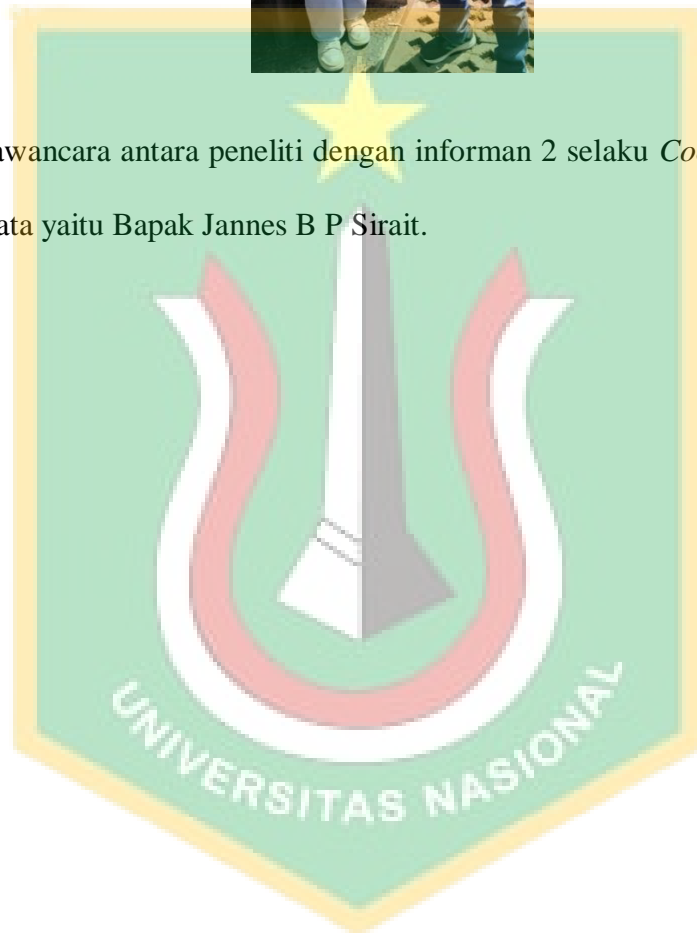 awancara antara peneliti dengan informan 2 selaku Co
ata yaitu Bapak Jannes B P Sirait.
UNIVERSITAS NASIONAL